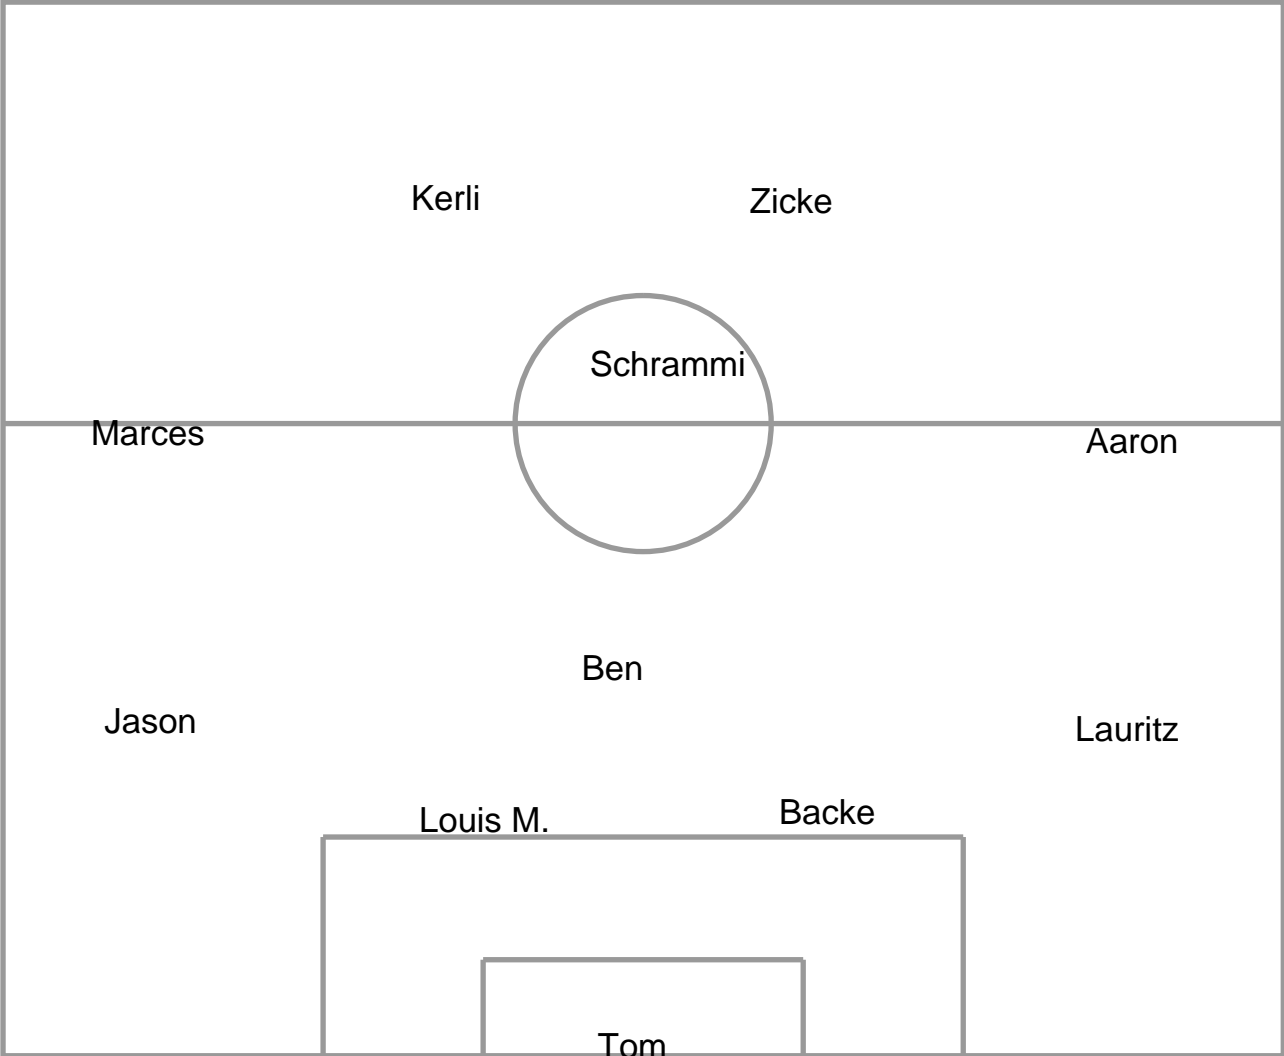 Kerli
Zicke
Schrammi
Marces
Aaron
Ben
Jason
Lauritz
Louis M.
Backe
Tom